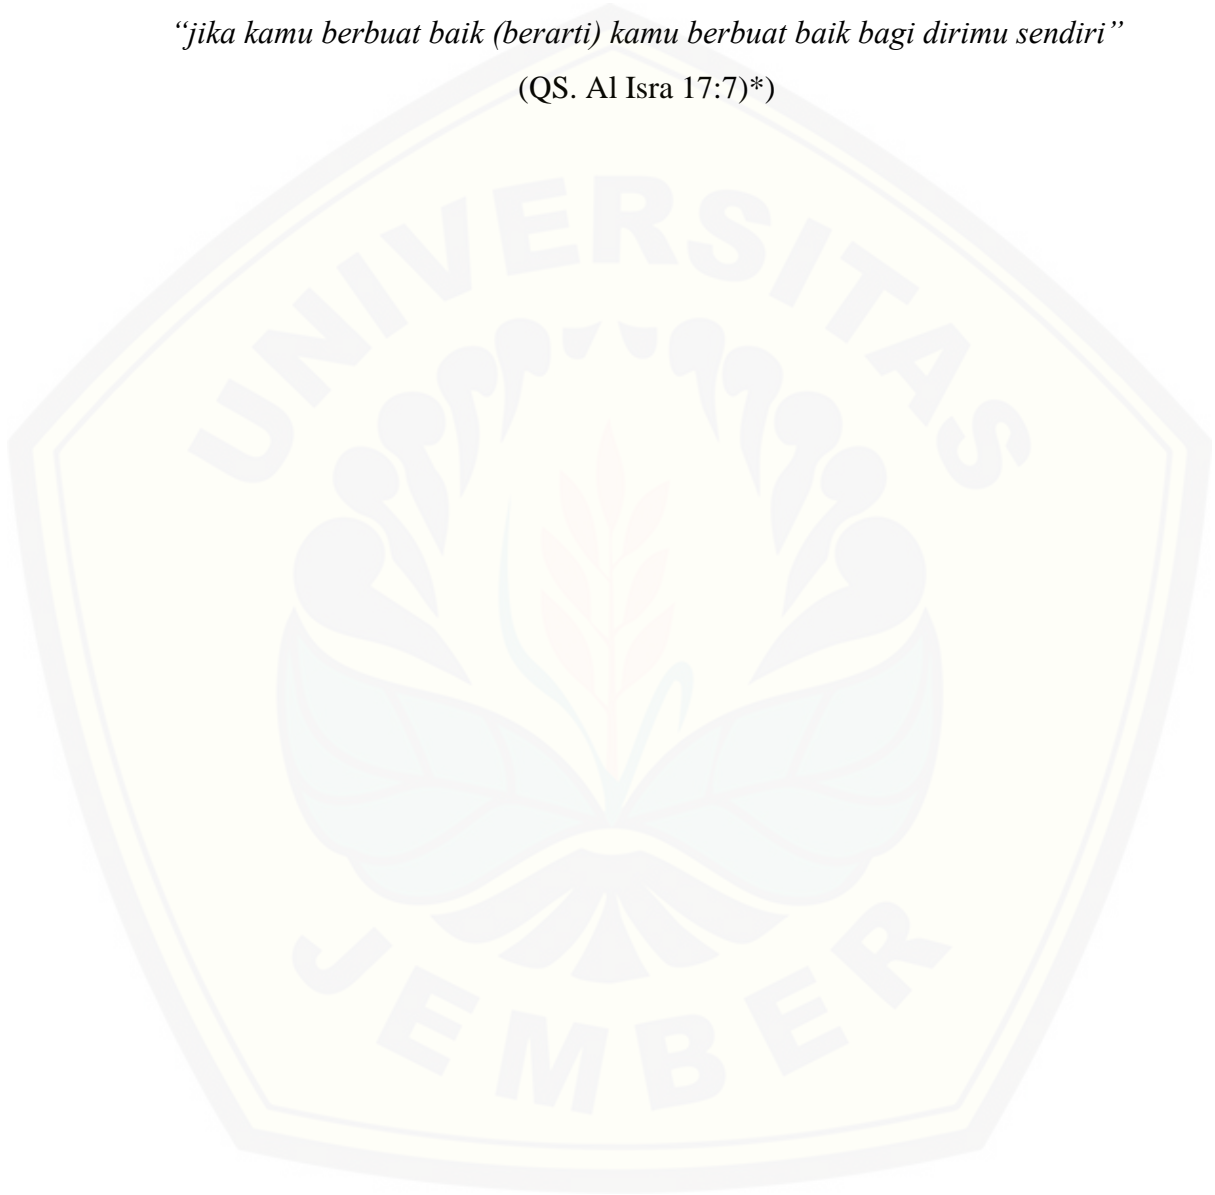 “jika kamu berbuat baik (berarti) kamu berbuat baik bagi dirimu sendiri”
(QS. Al Isra 17:7)*)
UNIVERSITAS
JEMBER